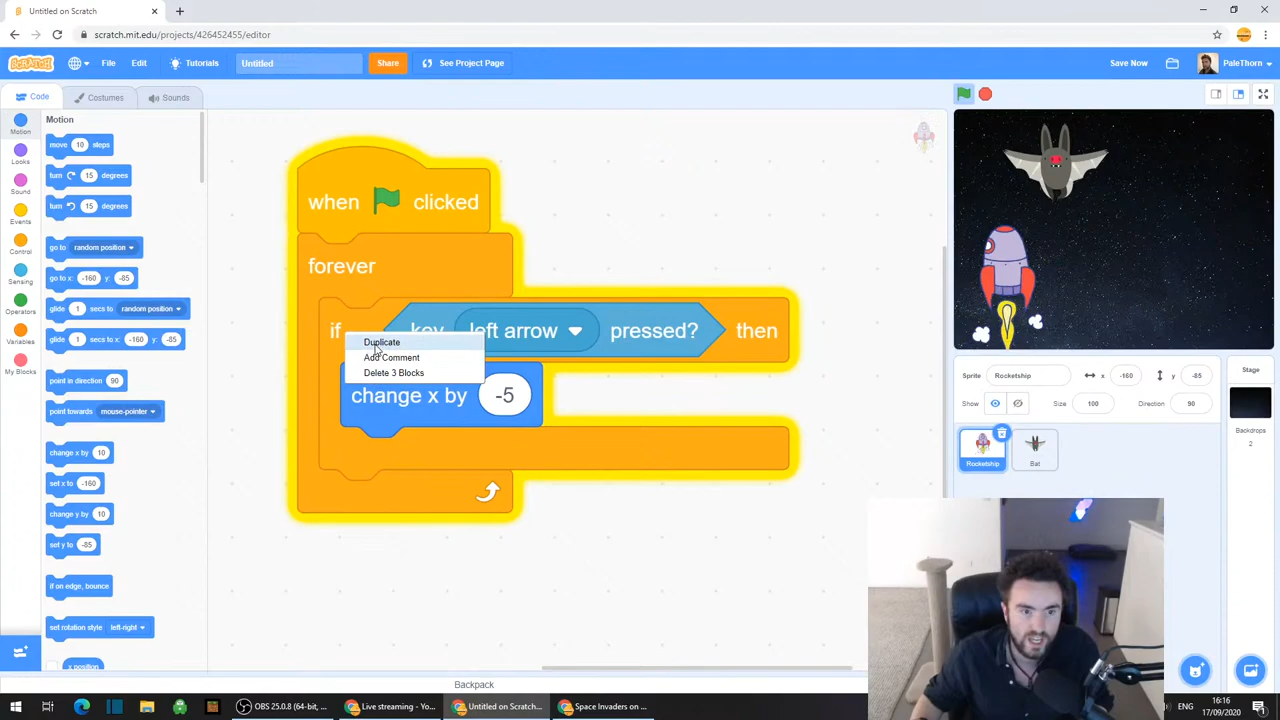 Untitled on Scratch
scratch.mit.edu/projects/426452455/editor
SCRATCH
File
Edit
Tutorials
Untitled
Share
See Project Page
Save Now
PaleThorn
Code
Costumes
Sounds
Motion
Looks
Sound
Events
Control
Sensing
Operators
Variables
My Blocks
Motion
move 10 steps
turn 15 degrees
turn 15 degrees
go to random position
go to x: -160 y: -85
glide 1 secs to random position
glide 1 secs to x: -160 y: -85
point in direction 90
point towards mouse-pointer
change x by 10
set x to -160
change y by 10
set y to -85
if on edge, bounce
set rotation style left-right
x position
when clicked
forever
if key left arrow pressed? then
Duplicate
Add Comment
Delete 3 Blocks
change x by -5
Sprite
Rocketship
x -160
y -85
Show
Size 100
Direction 90
Rocketship
Bat
Stage
Backdrops
2
Backpack
OBS 25.0.8 (64-bit, ...
Live streaming - Yo...
Untitled on Scratch...
Space Invaders on ...
ENG
16:16
17/09/2020
1